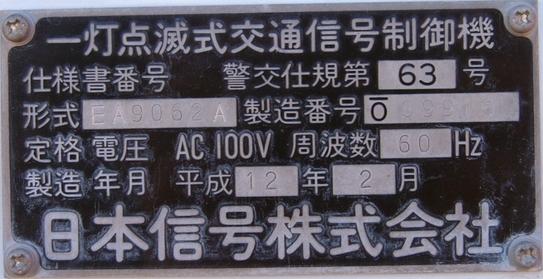 一灯点滅式交通信号制御機
仕様書番号 警交仕規第 63 号
形式 EA9062A 製造番号
定格 電圧 AC 100V 周波数 60 Hz
製造 年月 平成 12 年 2 月
日本信号株式会社